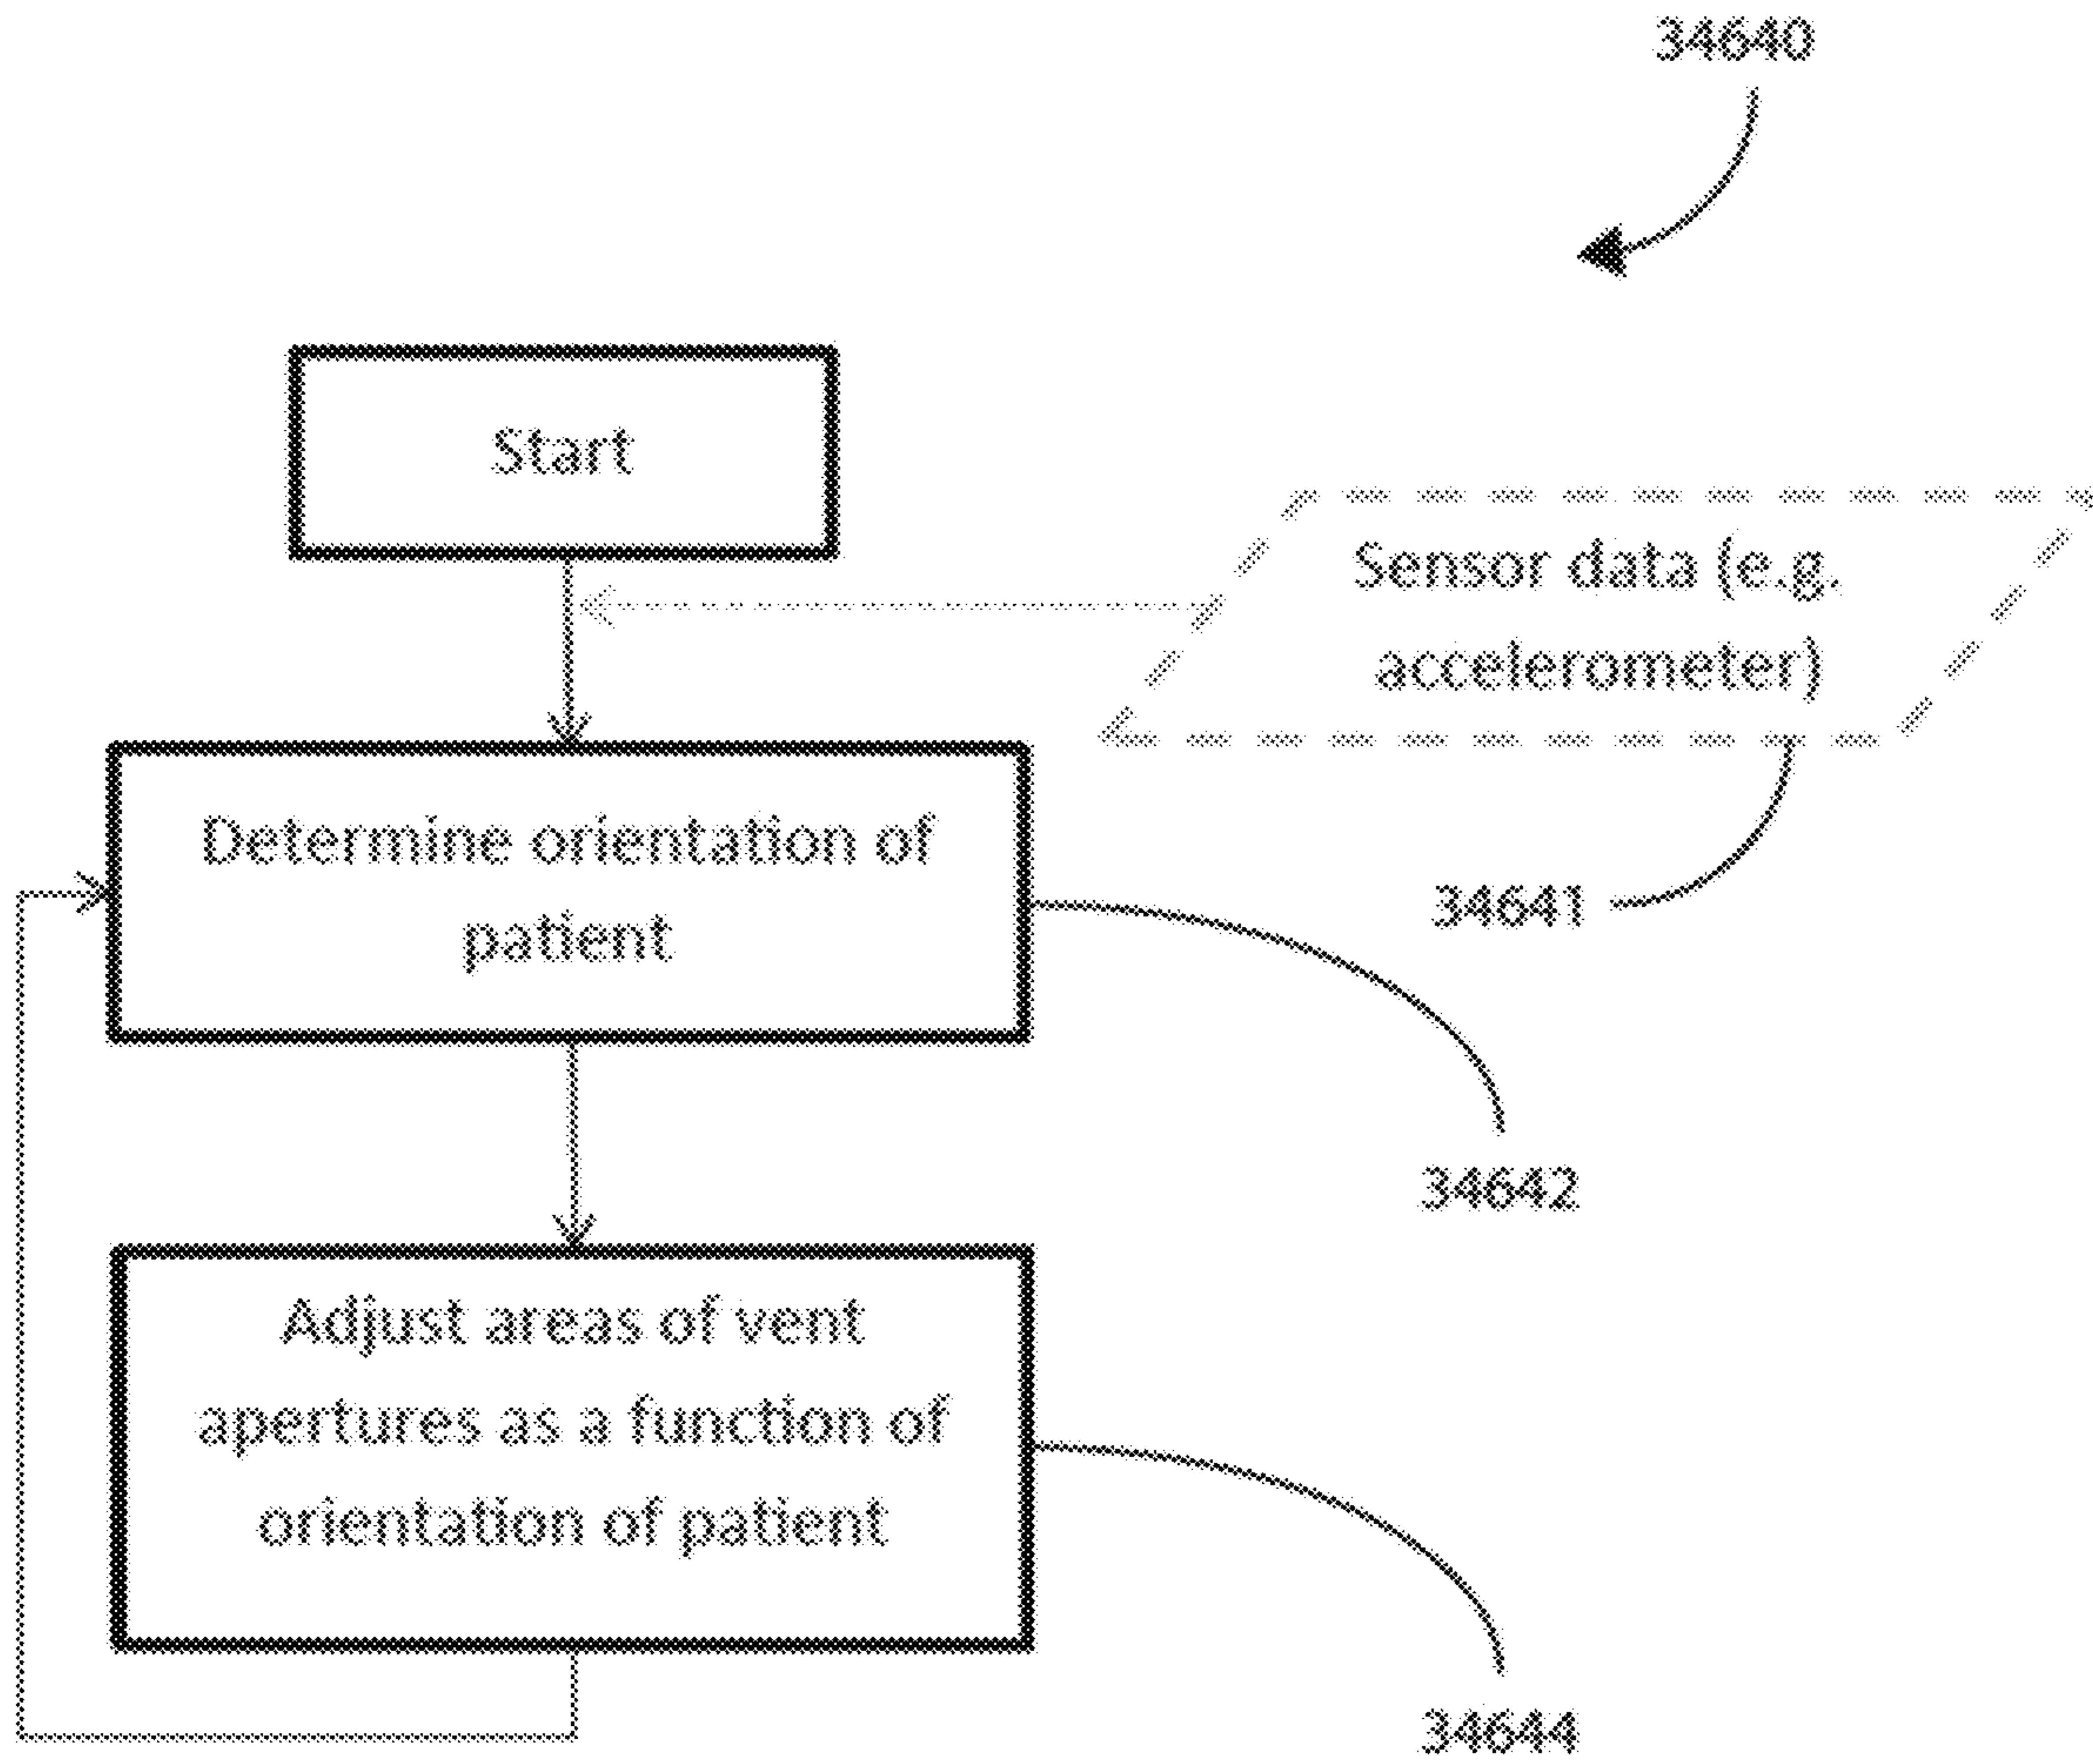 34640
Start
Sensor data (e.g.
accelerometer)
Determine orientation of
patient
34641
34642
Adjust areas of vent
apertures as a function of
orientation of patient
34644